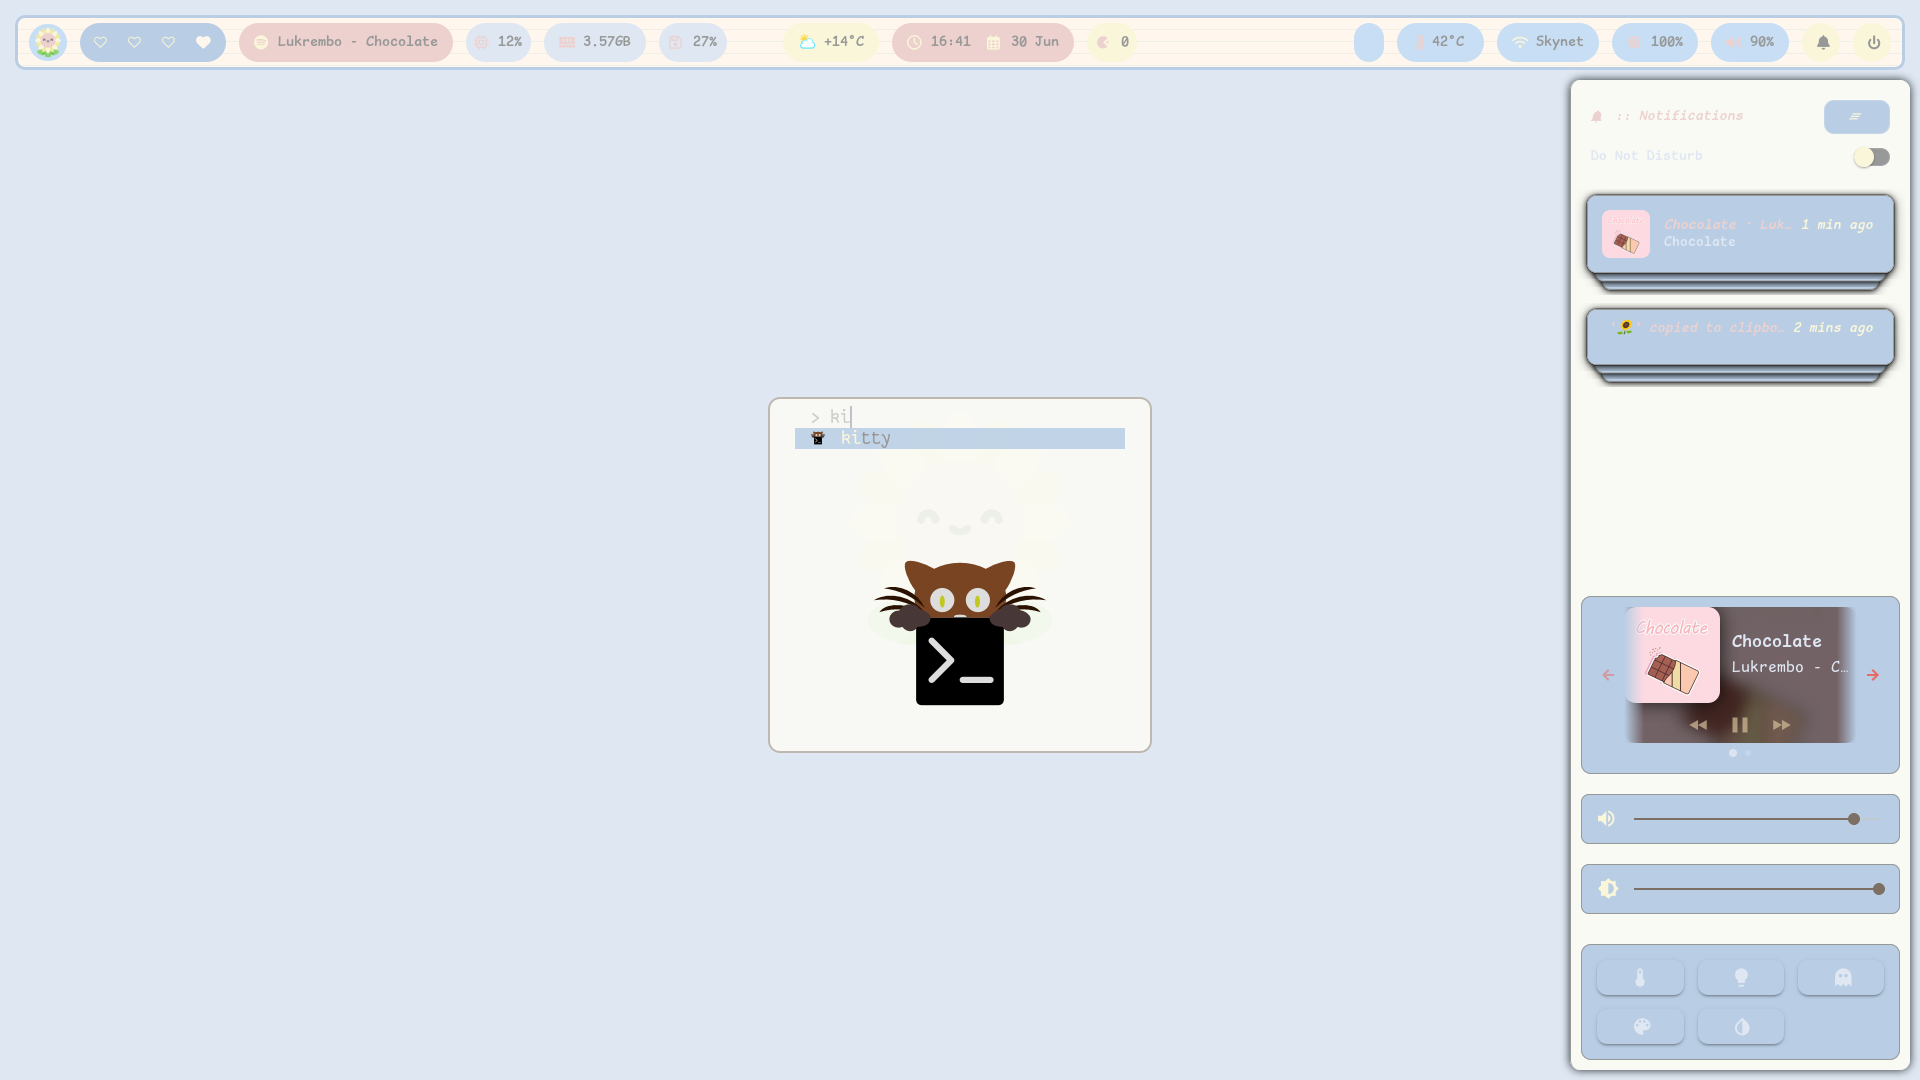 Lukrembo - Chocolate 12% 3.57GB 27% +14°C 16:41 30 Jun 0 42°C Skynet 100% 90%
:: Notifications
Do Not Disturb
Chocolate · Luk… 1 min ago
Chocolate
'🌻' copied to clipbo… 2 mins ago
> ki
kitty
>_
Chocolate
Chocolate
Lukrembo - C…